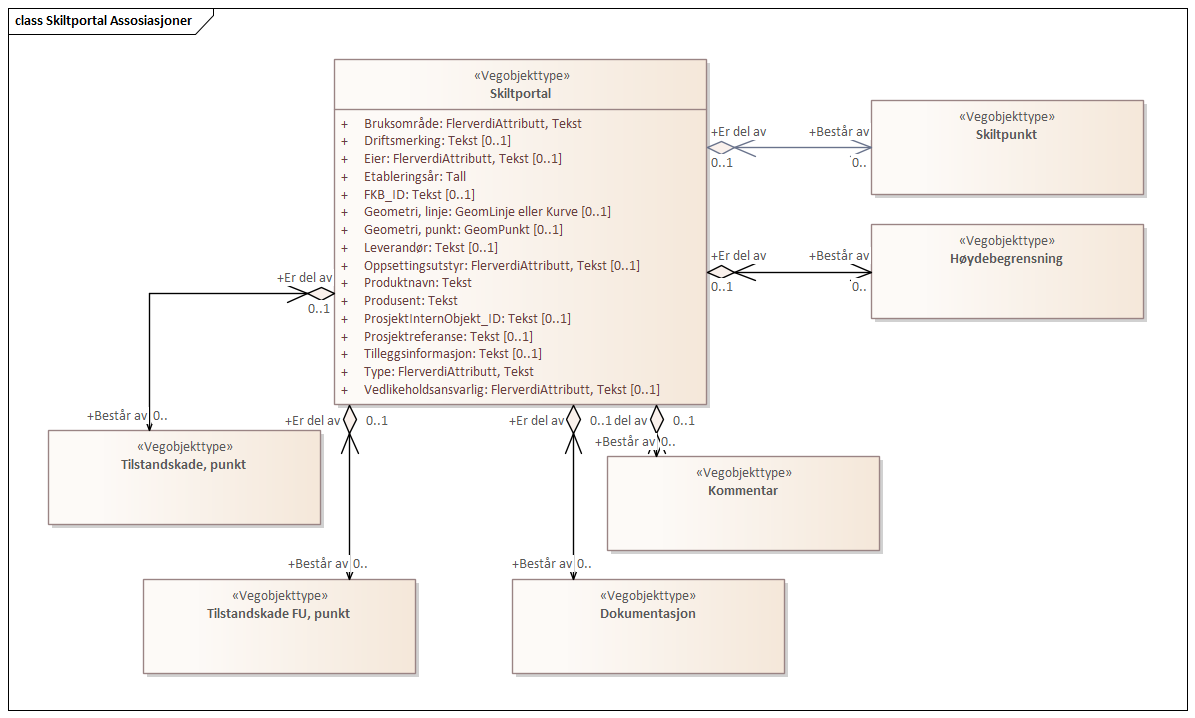 class Skiltportal Assosiasjoner
«Vegobjekttype»
Skiltportal
+ Bruksområde: FlerverdiAttributt, Tekst
+ Driftsmerking: Tekst [0..1]
+ Eier: FlerverdiAttributt, Tekst [0..1]
+ Etableringsår: Tall
+ FKB_ID: Tekst [0..1]
+ Geometri, linje: GeomLinje eller Kurve [0..1]
+ Geometri, punkt: GeomPunkt [0..1]
+ Leverandør: Tekst [0..1]
+ Oppsettingsutstyr: FlerverdiAttributt, Tekst [0..1]
+ Produktnavn: Tekst
+ Produsent: Tekst
+ ProsjektInternObjekt_ID: Tekst [0..1]
+ Prosjektreferanse: Tekst [0..1]
+ Tilleggsinformasjon: Tekst [0..1]
+ Type: FlerverdiAttributt, Tekst
+ Vedlikeholdsansvarlig: FlerverdiAttributt, Tekst [0..1]
+Er del av +Består av
0..1 0..
«Vegobjekttype»
Skiltpunkt
+Er del av +Består av
0..1 0..
«Vegobjekttype»
Høydebegrensning
+Er del av
0..1
+Består av 0..
«Vegobjekttype»
Tilstandskade, punkt
+Er del av 0..1
+Består av 0..
«Vegobjekttype»
Tilstandskade FU, punkt
+Er del av 0..1
+Består av 0..
«Vegobjekttype»
Dokumentasjon
del av 0..1
+Består av 0..
«Vegobjekttype»
Kommentar